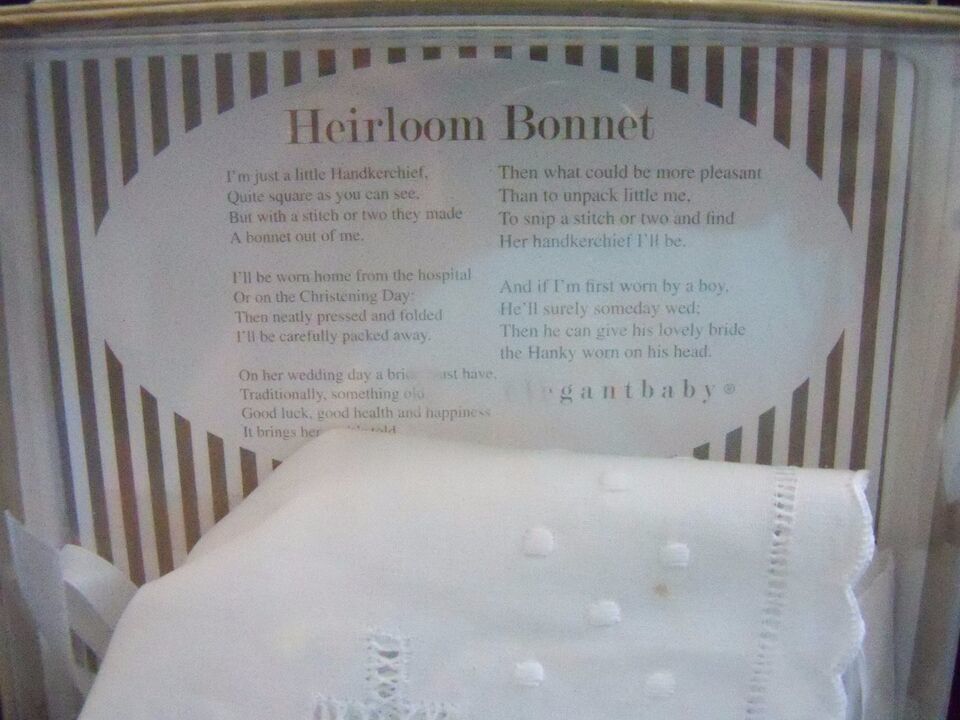 Heirloom Bonnet
I'm just a little Handkerchief,
Quite square as you can see,
But with a stitch or two they made
A bonnet out of me.
I'll be worn home from the hospital
Or on the Christening Day:
Then neatly pressed and folded
I'll be carefully packed away.
On her wedding day a must have,
Traditionally, something old
Good luck, good health and happiness
It brings her told
Then what could be more pleasant
Than to unpack little me,
To snip a stitch or two and find
Her handkerchief I'll be.
And if I'm first worn by a boy,
He'll surely someday wed;
Then he can give his lovely bride
the Hanky worn on his head.
elegantbaby®